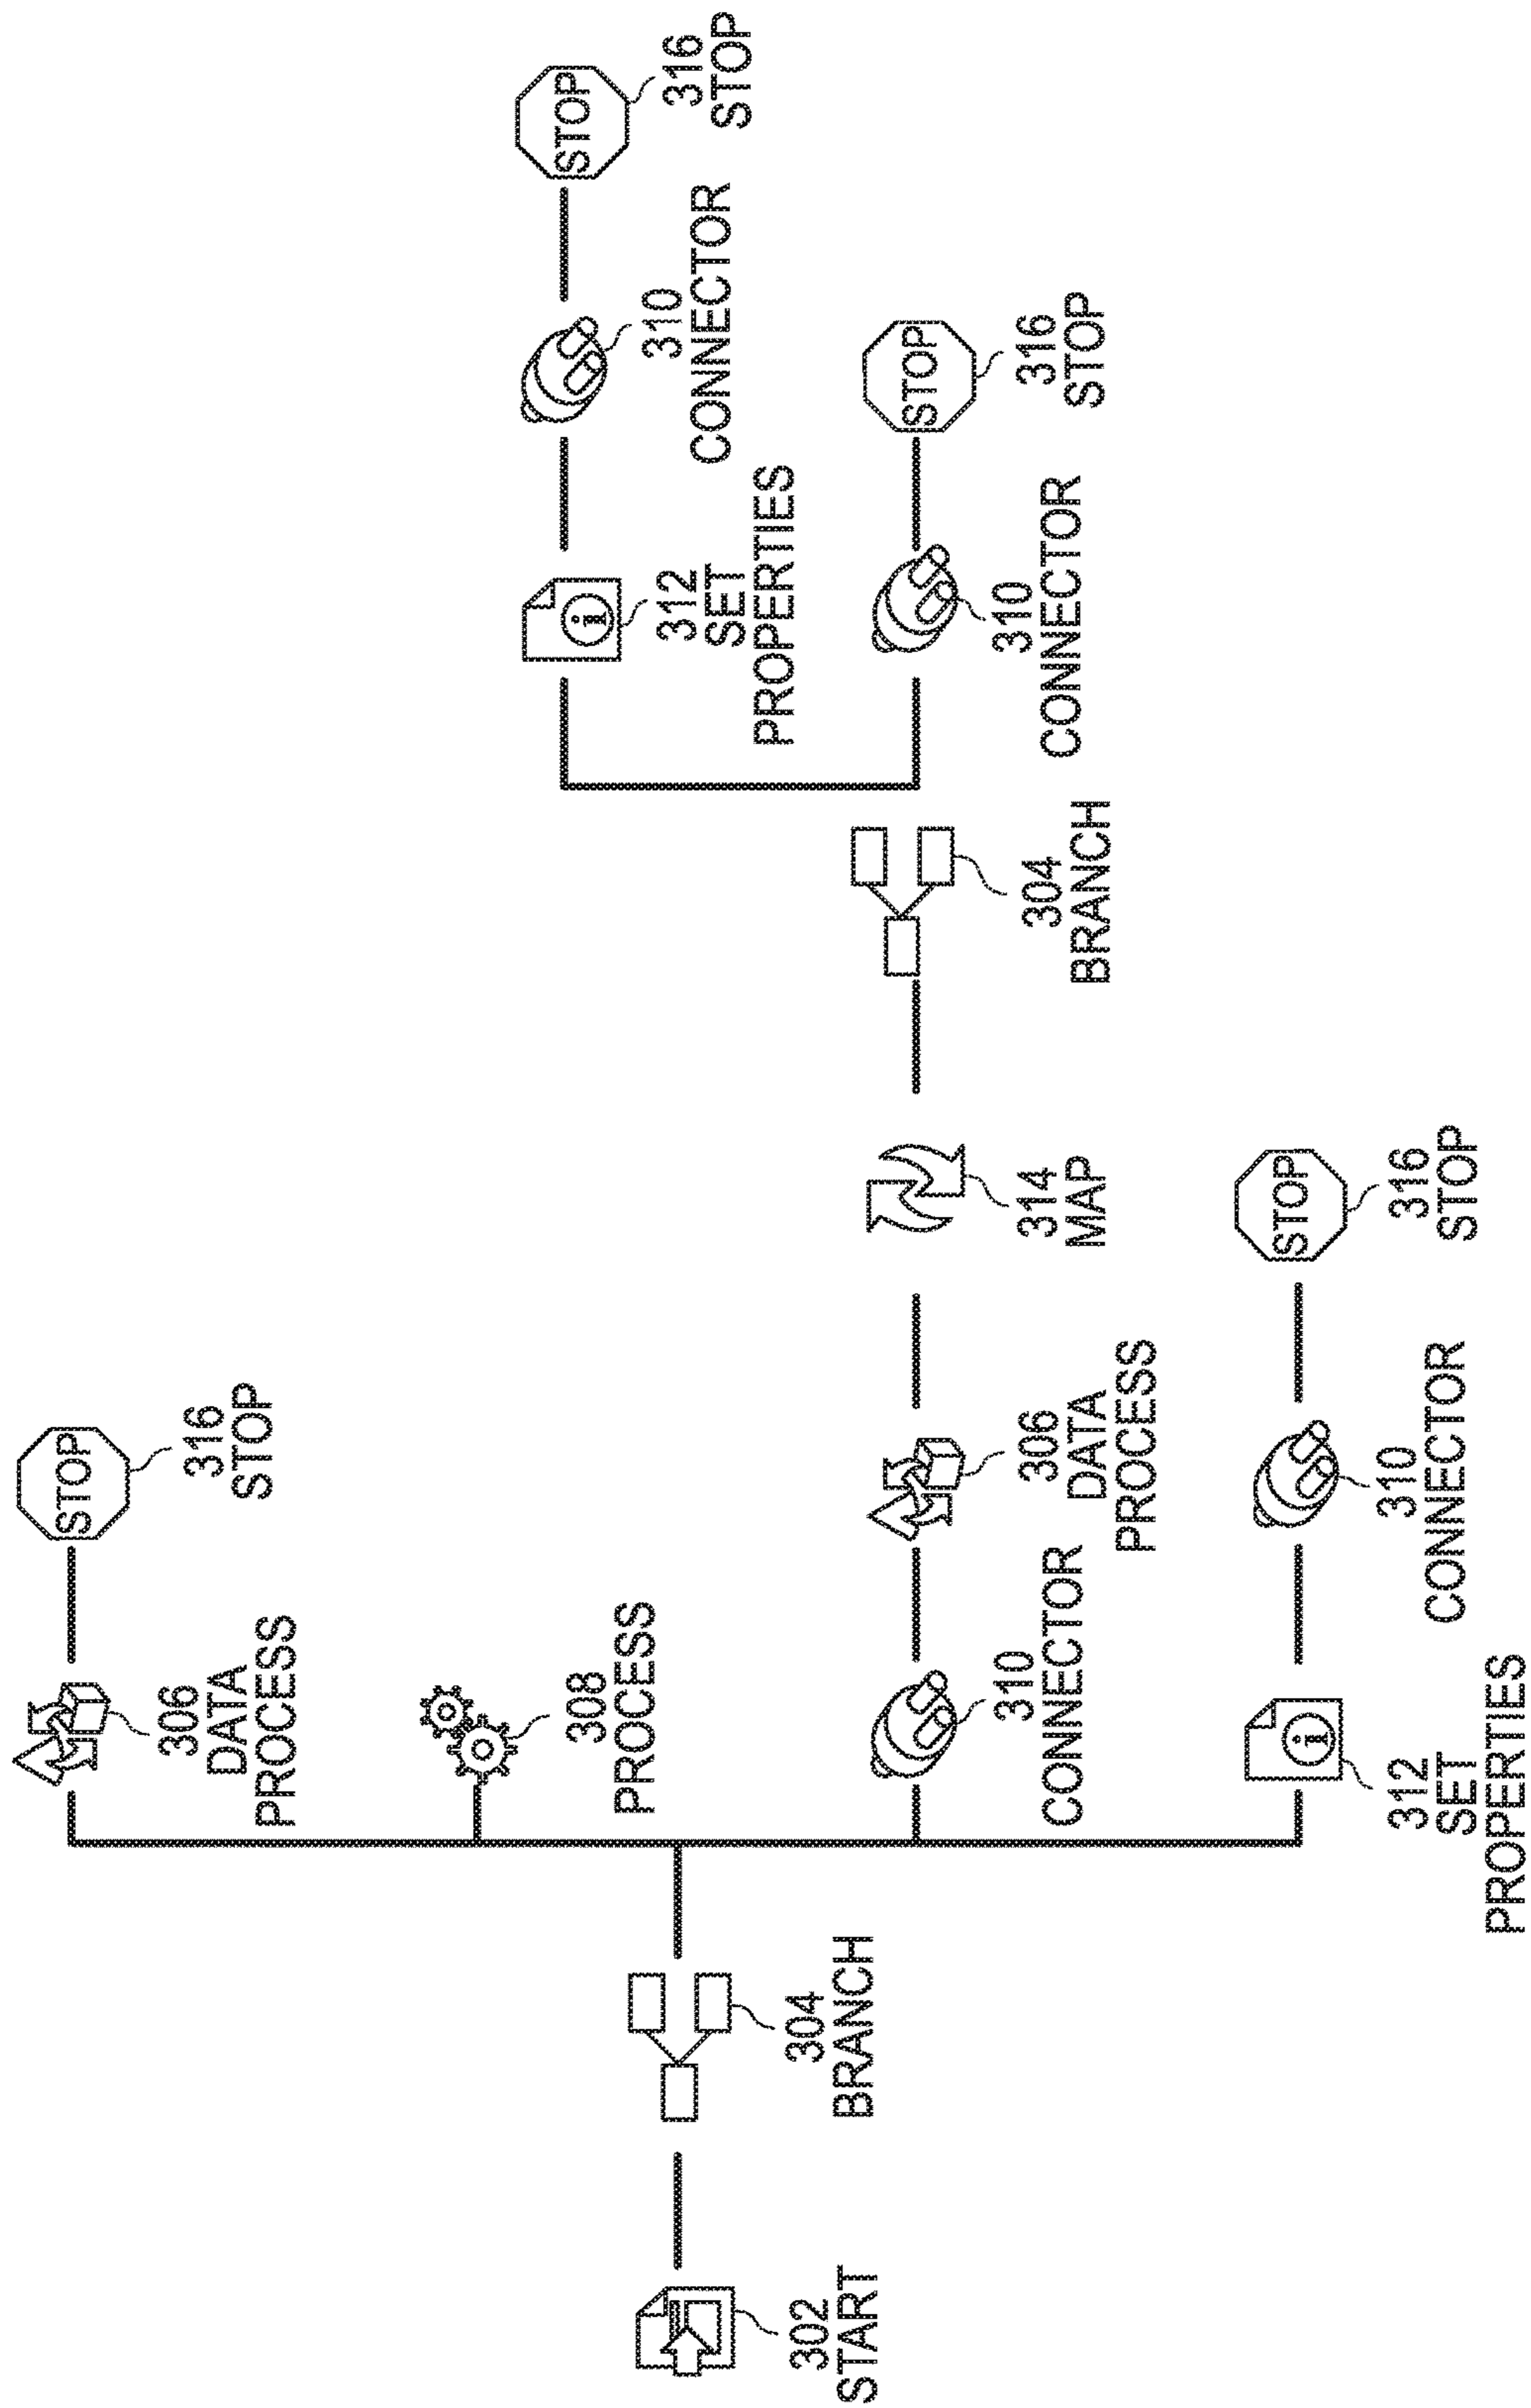 302
START
304
BRANCH
STOP
306
DATA
PROCESS
316
STOP
308
PROCESS
310
CONNECTOR
306
DATA
PROCESS
314
MAP
304
BRANCH
i
312
SET
PROPERTIES
310
CONNECTOR
STOP
316
STOP
310
CONNECTOR
STOP
316
STOP
i
312
SET
PROPERTIES
310
CONNECTOR
STOP
316
STOP